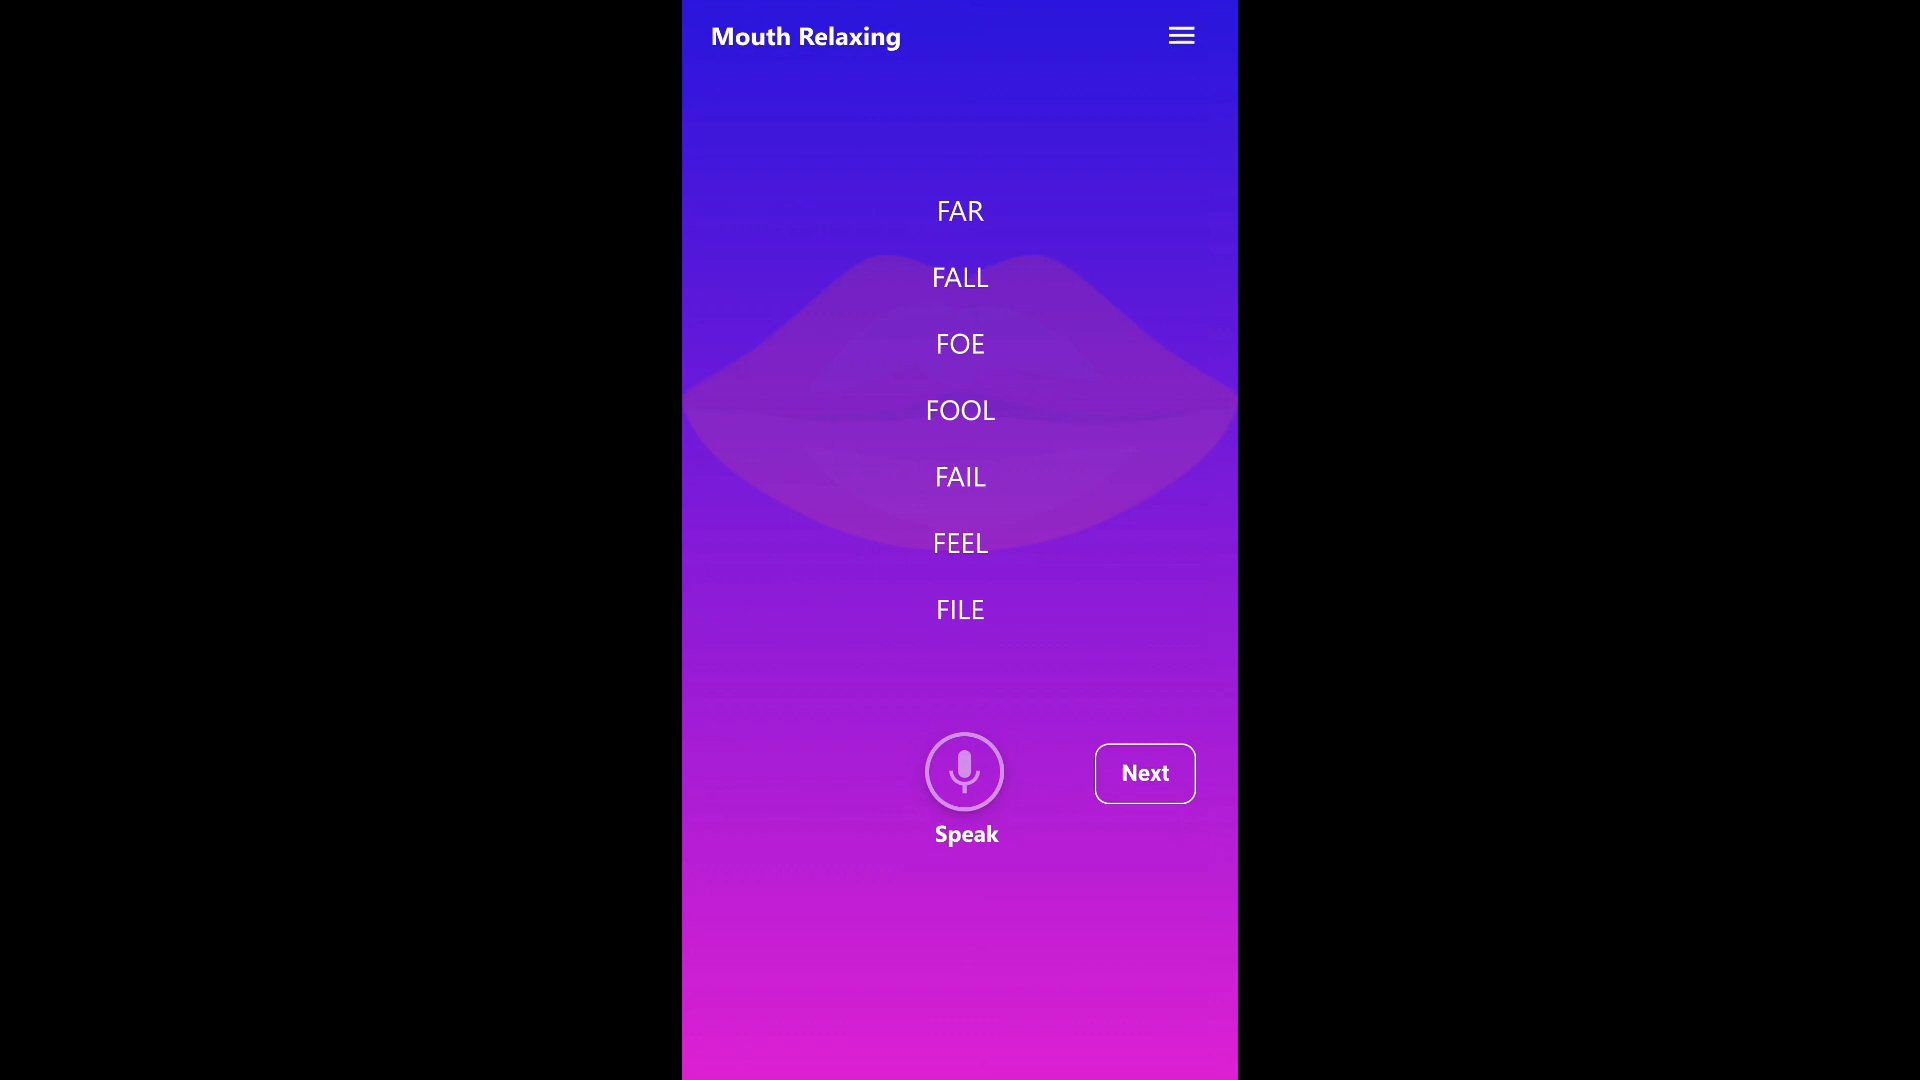 Mouth Relaxing
FAR
FALL
FOE
FOOL
FAIL
FEEL
FILE
Next
Speak